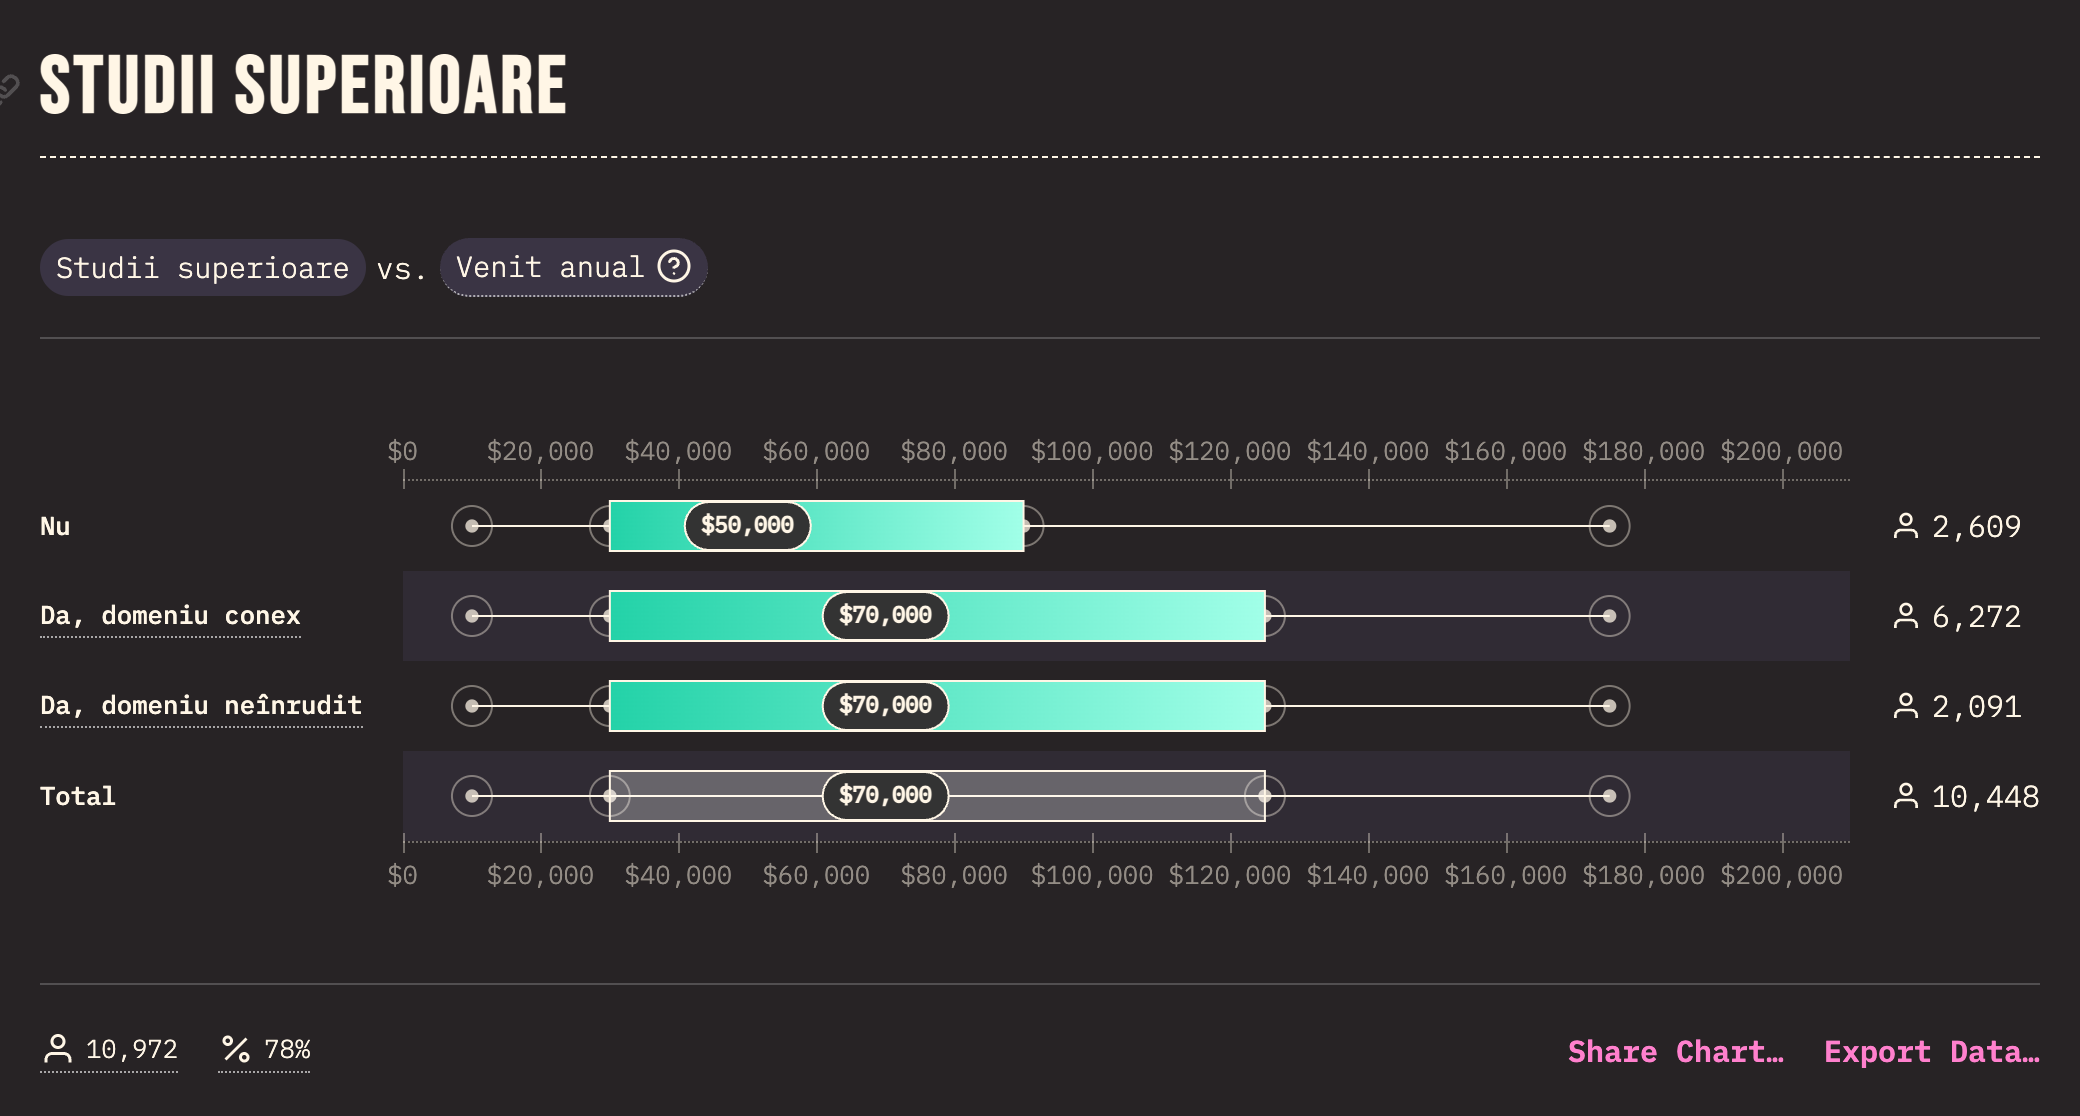 STUDII SUPERIOARE
Studii superioare vs. Venit anual
$0 $20,000 $40,000 $60,000 $80,000 $100,000 $120,000 $140,000 $160,000 $180,000 $200,000
Nu $50,000 2,609
Da, domeniu conex $70,000 6,272
Da, domeniu neînrudit $70,000 2,091
Total $70,000 10,448
$0 $20,000 $40,000 $60,000 $80,000 $100,000 $120,000 $140,000 $160,000 $180,000 $200,000
10,972 78% Share Chart… Export Data…